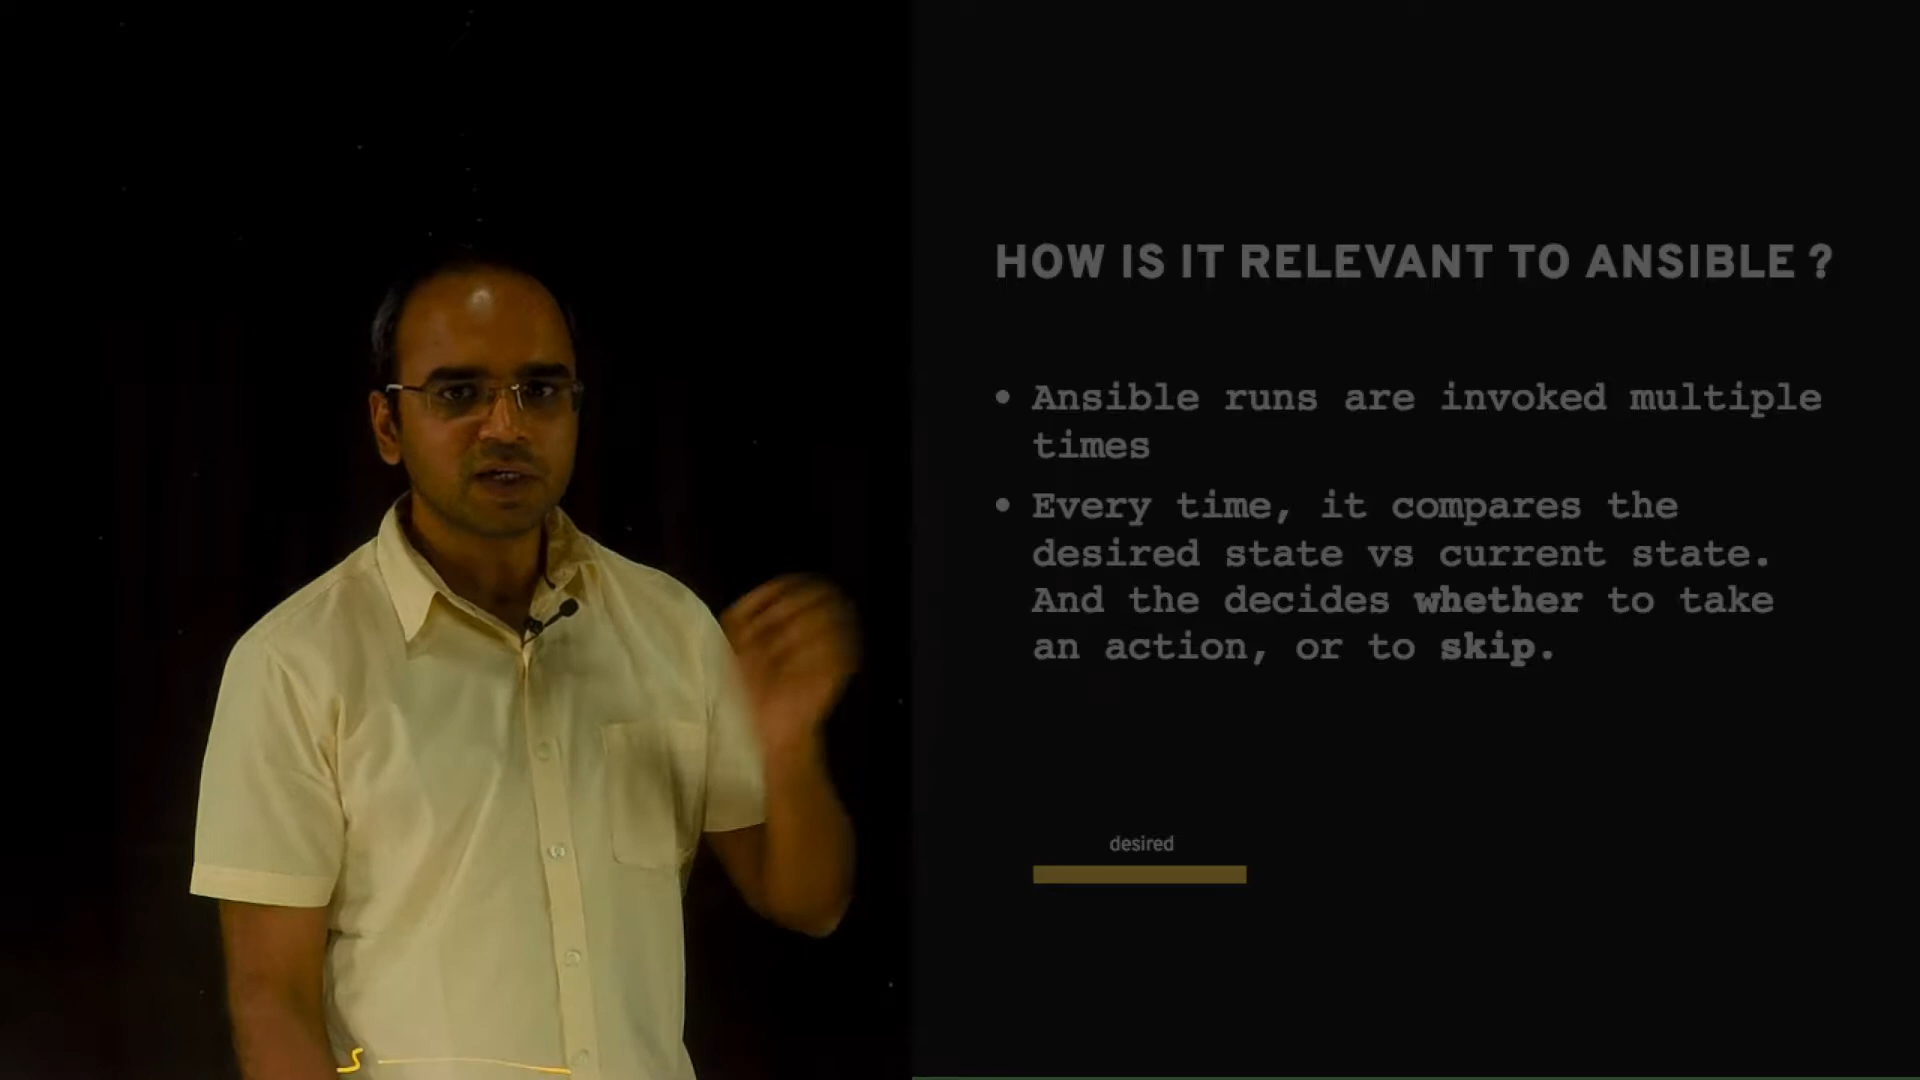 HOW IS IT RELEVANT TO ANSIBLE ?
• Ansible runs are invoked multiple
times
• Every time, it compares the
desired state vs current state.
And the decides whether to take
an action, or to skip.
desired